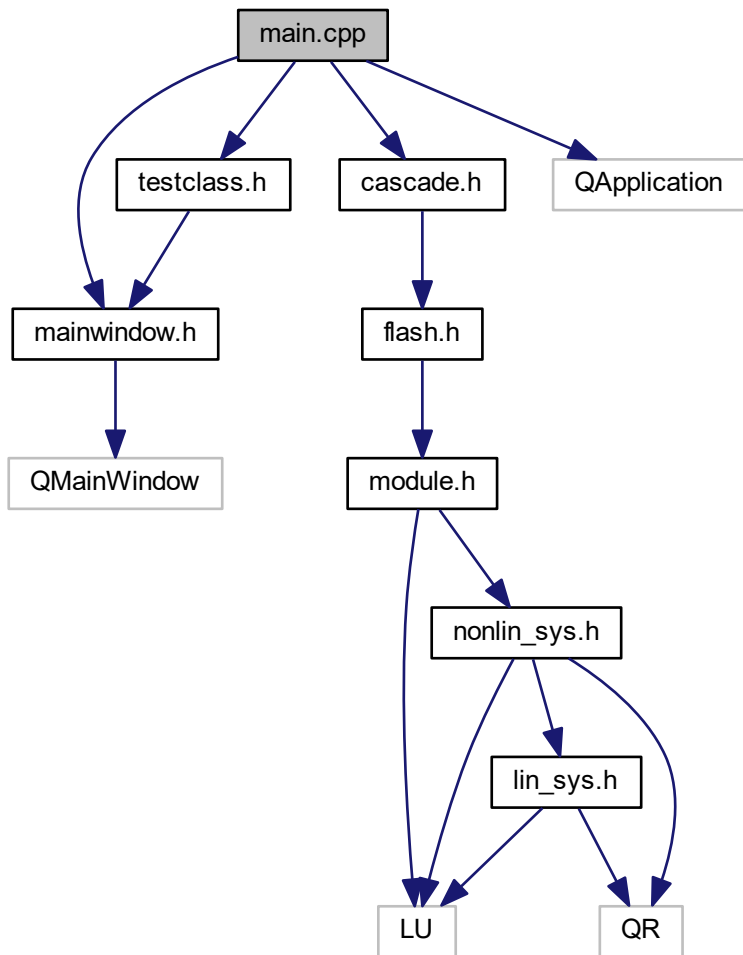 main.cpp
testclass.h
cascade.h
QApplication
mainwindow.h
flash.h
QMainWindow
module.h
nonlin_sys.h
lin_sys.h
LU
QR